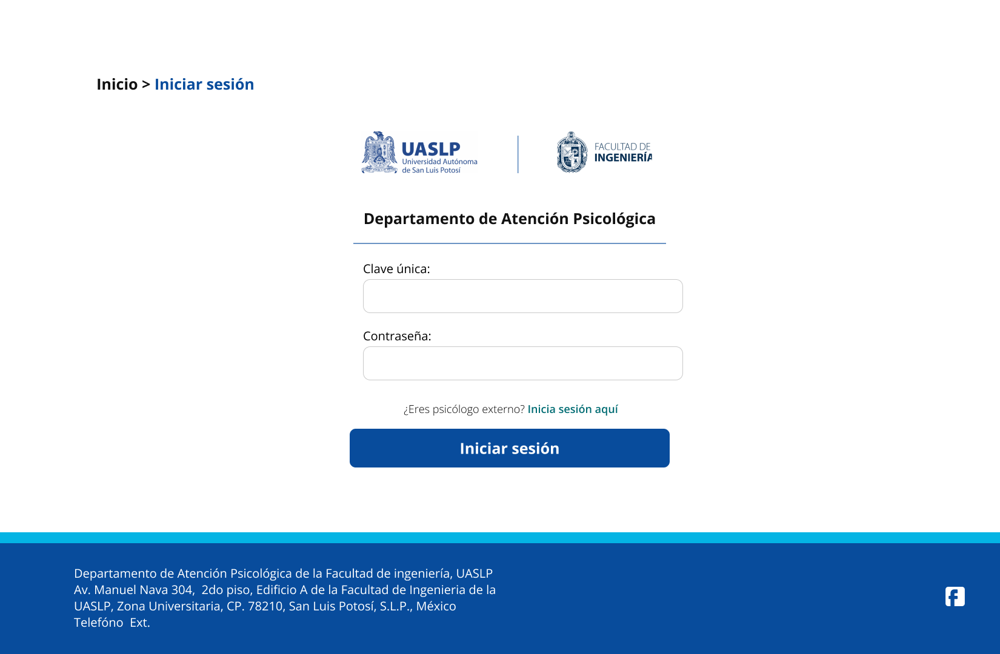 Inicio > Iniciar sesión
UASLP
Universidad Autónoma
de San Luis Potosí
FACULTAD DE
INGENIERÍA
Departamento de Atención Psicológica
Clave única:
Contraseña:
¿Eres psicólogo externo? Inicia sesión aquí
Iniciar sesión
Departamento de Atención Psicológica de la Facultad de ingeniería, UASLP
Av. Manuel Nava 304,  2do piso, Edificio A de la Facultad de Ingenieria de la
UASLP, Zona Universitaria, CP. 78210, San Luis Potosí, S.L.P., México
Telefóno  Ext.